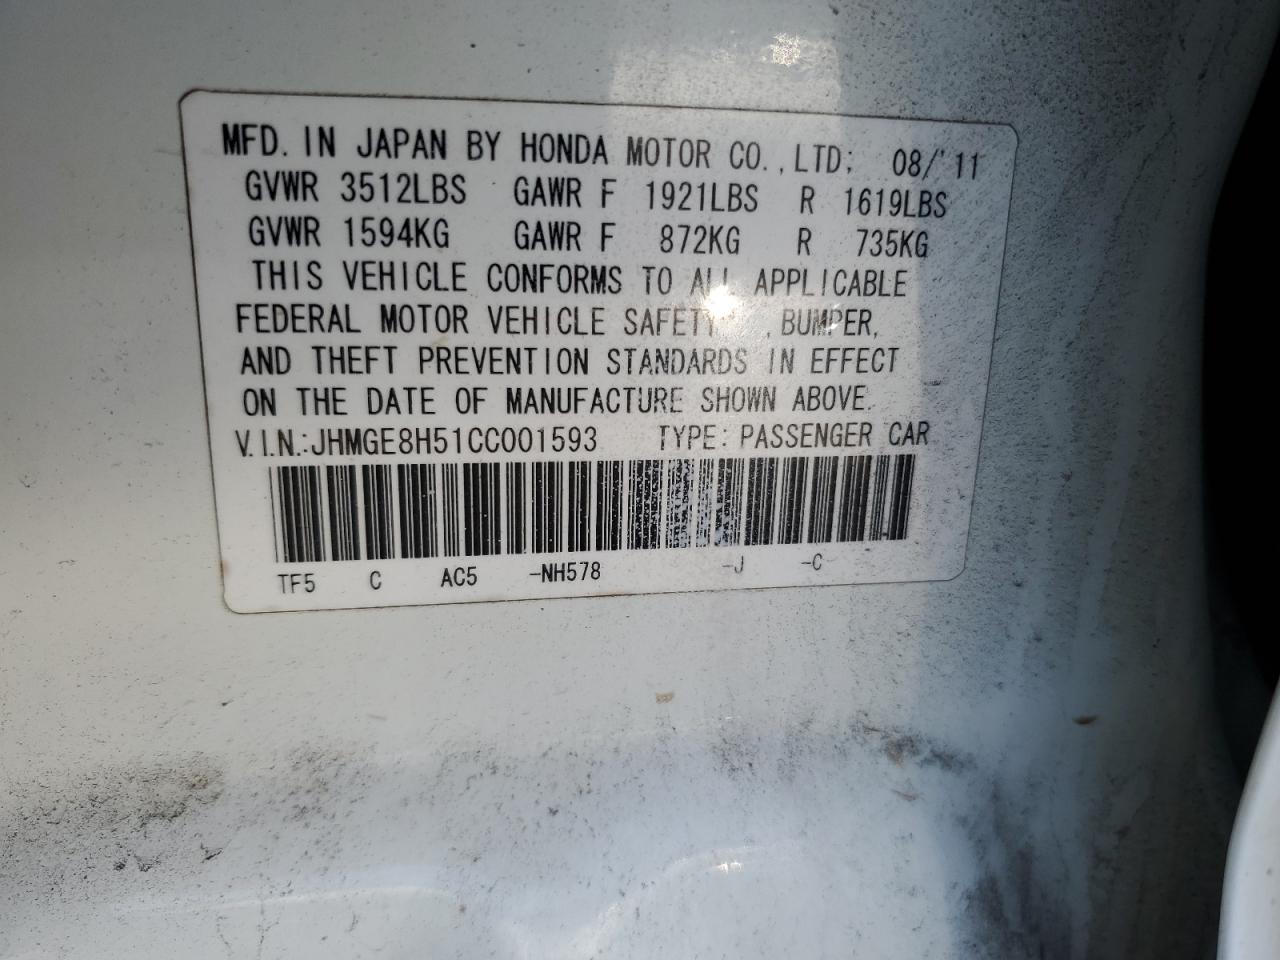 MFD. IN JAPAN BY HONDA MOTOR CO., LTD; 08/'11
GVWR 3512LBS GAWR F 1921LBS R 1619LBS
GVWR 1594KG GAWR F 872KG R 735KG
THIS VEHICLE CONFORMS TO ALL APPLICABLE
FEDERAL MOTOR VEHICLE SAFETY , BUMPER,
AND THEFT PREVENTION STANDARDS IN EFFECT
ON THE DATE OF MANUFACTURE SHOWN ABOVE.
V.I.N.:JHMGE8H51CC001593 TYPE: PASSENGER CAR
TF5 C AC5 -NH578 -J -C